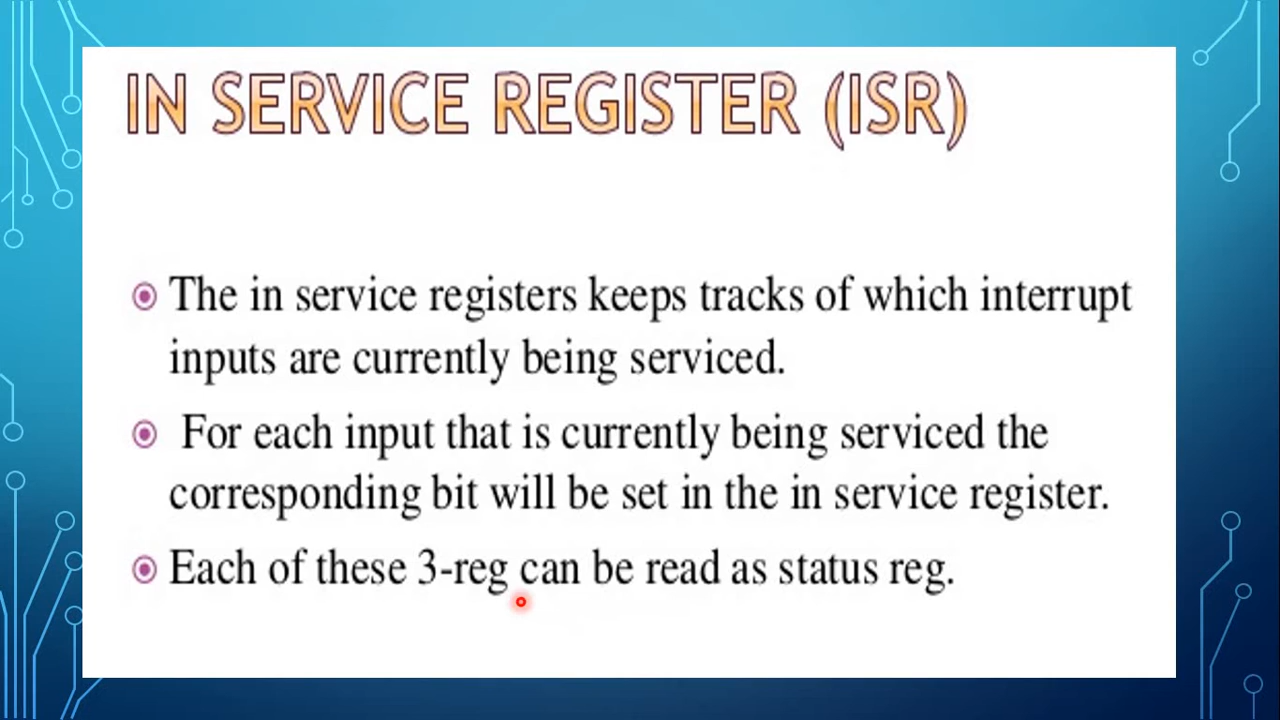 IN SERVICE REGISTER (ISR)
The in service registers keeps tracks of which interrupt
inputs are currently being serviced.
For each input that is currently being serviced the
corresponding bit will be set in the in service register.
Each of these 3-reg can be read as status reg.